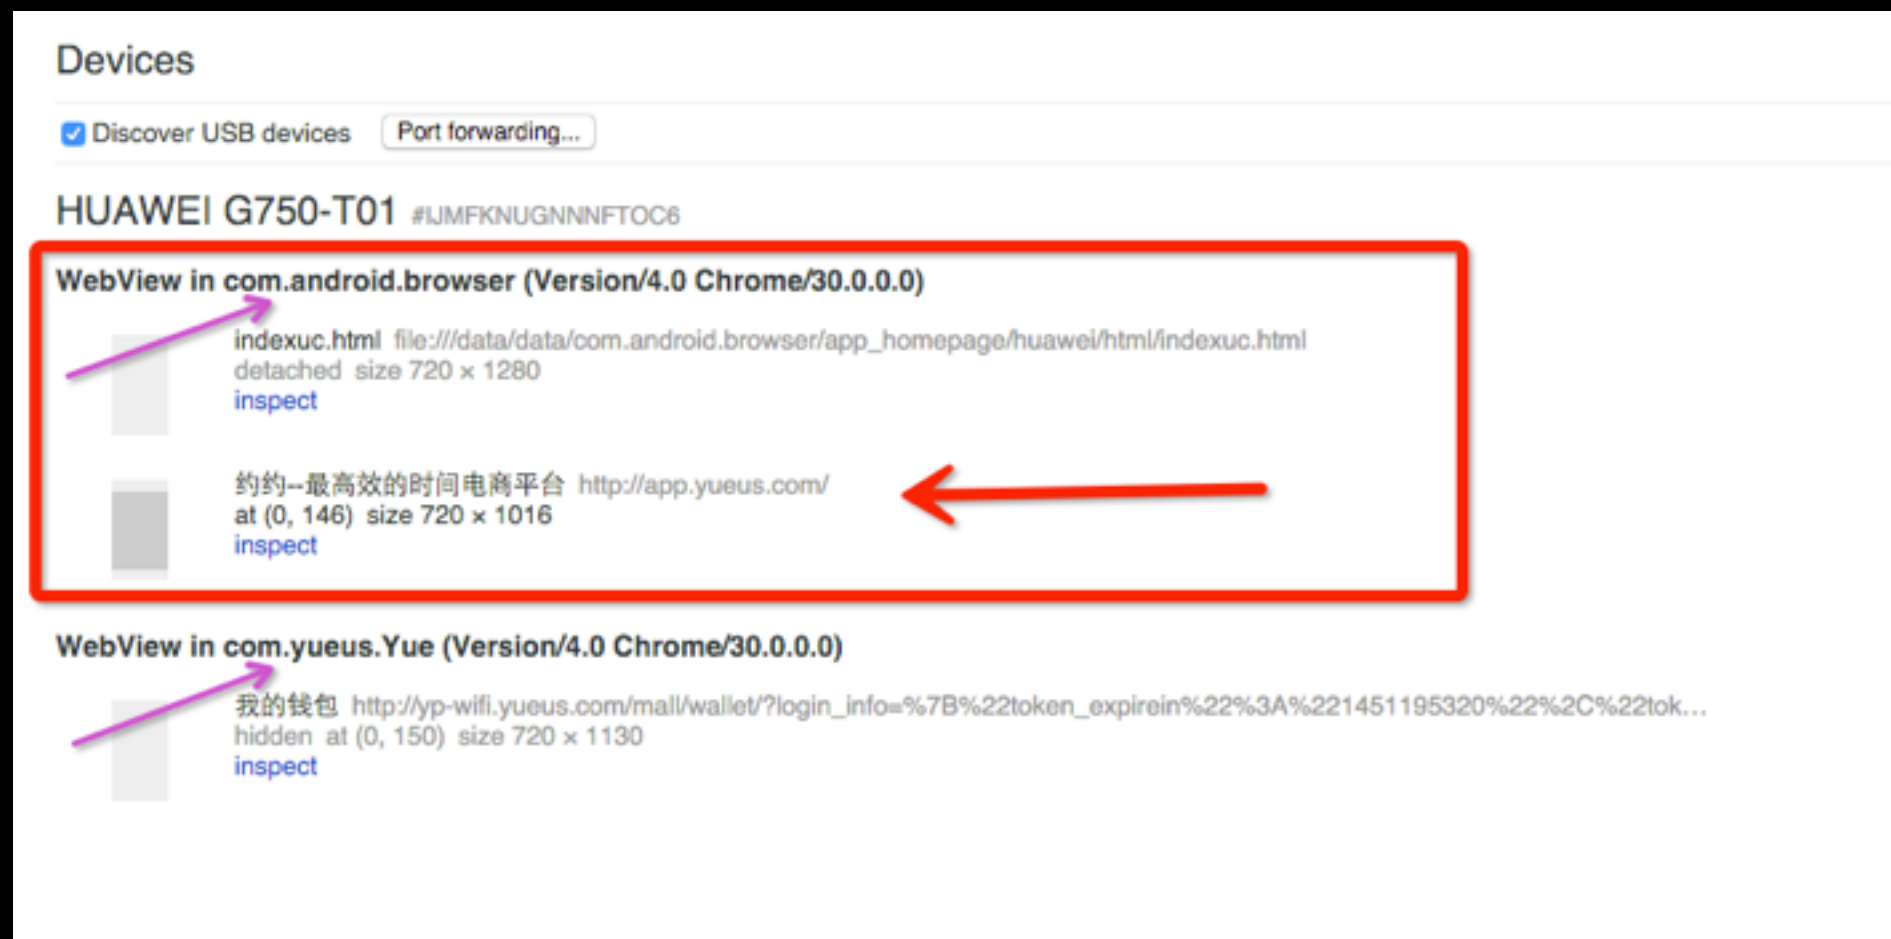 Devices
Discover USB devices Port forwarding...
HUAWEI G750-T01 #IJMFKNUGNNNFTOC6
WebView in com.android.browser (Version/4.0 Chrome/30.0.0.0)
indexuc.html file:///data/data/com.android.browser/app_homepage/huawei/html/indexuc.html
detached size 720 × 1280
inspect
约约--最高效的时间电商平台 http://app.yueus.com/
at (0, 146) size 720 × 1016
inspect
WebView in com.yueus.Yue (Version/4.0 Chrome/30.0.0.0)
我的钱包 http://yp-wifi.yueus.com/mall/wallet/?login_info=%7B%22token_expirein%22%3A%221451195320%22%2C%22tok...
hidden at (0, 150) size 720 × 1130
inspect